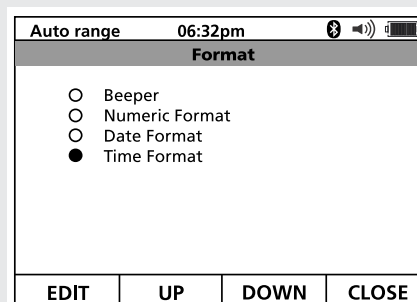 Auto range 06:32pm
Format
Beeper
Numeric Format
Date Format
Time Format
EDIT UP DOWN CLOSE